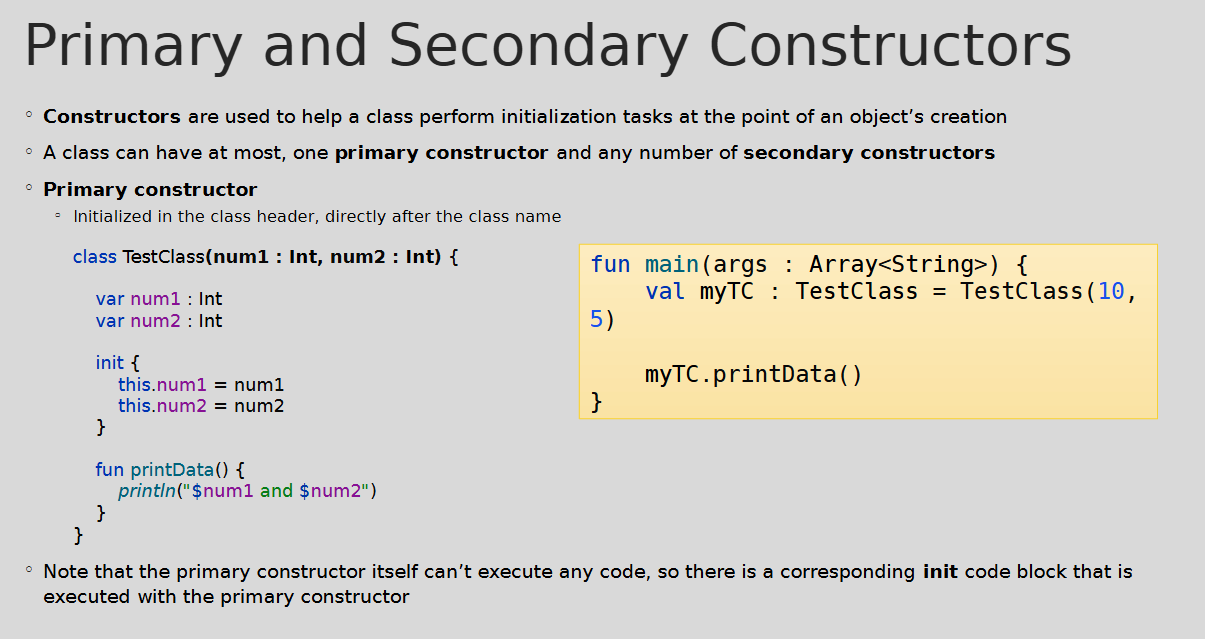 Primary and Secondary Constructors
◦ Constructors are used to help a class perform initialization tasks at the point of an object’s creation
◦ A class can have at most, one primary constructor and any number of secondary constructors
◦ Primary constructor
◦ Initialized in the class header, directly after the class name
class TestClass(num1 : Int, num2 : Int) {
var num1 : Int
var num2 : Int
init {
this.num1 = num1
this.num2 = num2
}
fun printData() {
println("$num1 and $num2")
}
}
fun main(args : Array<String>) {
val myTC : TestClass = TestClass(10,
5)
myTC.printData()
}
◦ Note that the primary constructor itself can’t execute any code, so there is a corresponding init code block that is
executed with the primary constructor